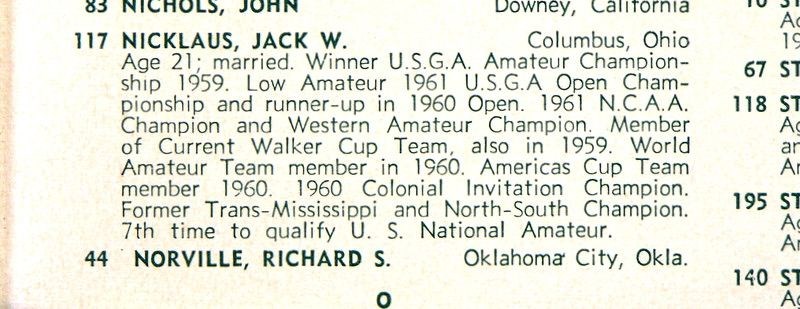 83 NICHOLS, JOHN Downey, California
117 NICKLAUS, JACK W. Columbus, Ohio
Age 21; married. Winner U.S.G.A. Amateur Champion-
ship 1959. Low Amateur 1961 U.S.G.A Open Cham-
pionship and runner-up in 1960 Open. 1961 N.C.A.A.
Champion and Western Amateur Champion. Member
of Current Walker Cup Team, also in 1959. World
Amateur Team member in 1960. Americas Cup Team
member 1960. 1960 Colonial Invitation Champion.
Former Trans-Mississippi and North-South Champion.
7th time to qualify U. S. National Amateur.
44 NORVILLE, RICHARD S. Oklahoma City, Okla.
O
67
118
195
140